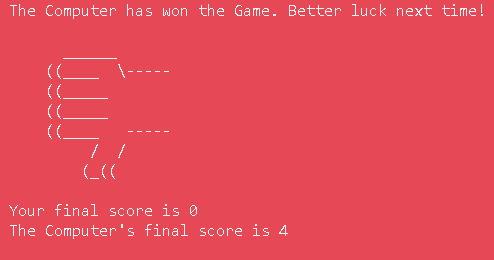 The Computer has won the Game. Better luck next time!
      _______
    ((____  \-----
    ((_____
    ((_____
    ((____   -----
         /  /
        (_((
Your final score is 0
The Computer's final score is 4